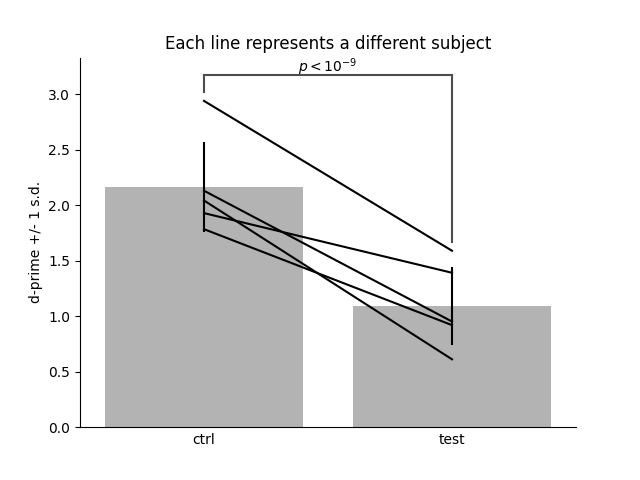 Each line represents a different subject
p < 10⁻⁹
3.0
2.5
2.0
1.5
1.0
0.5
0.0
d-prime +/- 1 s.d.
ctrl
test